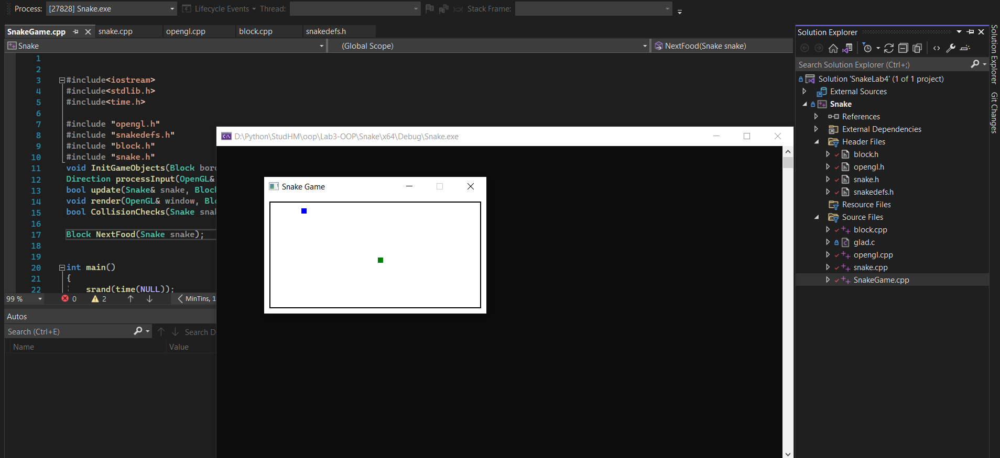 Process: [27828] Snake.exe Lifecycle Events Thread: Stack Frame:
SnakeGame.cpp snake.cpp opengl.cpp block.cpp snakedefs.h
Snake (Global Scope) NextFood(Snake snake)
1
2
3 #include<iostream>
4 #include<stdlib.h>
5 #include<time.h>
6
7 #include "opengl.h"
8 #include "snakedefs.h"
9 #include "block.h"
10 #include "snake.h"
11 void InitGameObjects(Block bord
12 Direction processInput(OpenGL&
13 bool update(Snake& snake, Block
14 void render(OpenGL& window, Blo
15 bool CollisionChecks(Snake snak
16
17 Block NextFood(Snake snake);
18
19
20 int main()
21 {
22 srand(time(NULL));
99 % 0 2 MinTins, 1
Autos
Search (Ctrl+E) Search D
Name Value
D:\Python\StudHM\oop\Lab3-OOP\Snake\x64\Debug\Snake.exe
Snake Game
Solution Explorer
Search Solution Explorer (Ctrl+;)
Solution 'SnakeLab4' (1 of 1 project)
External Sources
Snake
References
External Dependencies
Header Files
block.h
opengl.h
snake.h
snakedefs.h
Resource Files
Source Files
block.cpp
glad.c
opengl.cpp
snake.cpp
SnakeGame.cpp
Solution Explorer
Git Changes